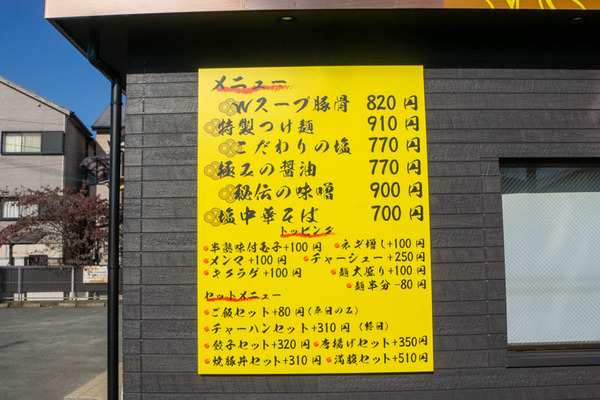 メニュー
Wスープ豚骨 820円
特製つけ麺 910円
こだわりの塩 770円
極みの醤油 770円
秘伝の味噌 900円
塩中華そば 700円
トッピング
半熟味付玉子+100円 ネギ増し+100円
メンマ+100円 チャーシュー+250円
キクラゲ+100円 麺大盛り+100円
麺半分-80円
セットメニュー
ご飯セット+80円(平日のみ)
チャーハンセット+310円(終日)
餃子セット+320円 唐揚げセット+350円
焼豚丼セット+310円 満腹セット+510円